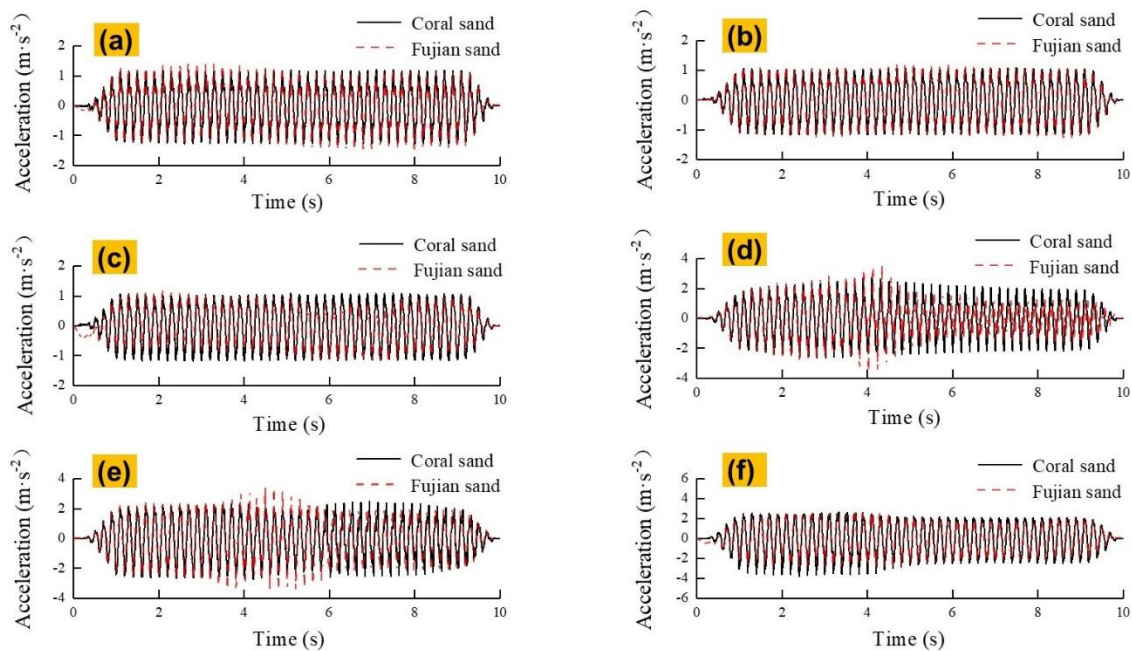 (a)
Coral sand
Fujian sand
Acceleration (m·s-2)
2
1
0
-1
-2
0 2 4 6 8 10
Time (s)
(b)
Coral sand
Fujian sand
Acceleration (m·s-2)
2
1
0
-1
-2
0 2 4 6 8 10
Time (s)
(c)
Coral sand
Fujian sand
Acceleration (m·s-2)
2
1
0
-1
-2
0 2 4 6 8 10
Time (s)
(d)
Coral sand
Fujian sand
Acceleration (m·s-2)
4
2
0
-2
-4
0 2 4 6 8 10
Time (s)
(e)
Coral sand
Fujian sand
Acceleration (m·s-2)
4
2
0
-2
-4
0 2 4 6 8 10
Time (s)
(f)
Coral sand
Fujian sand
Acceleration (m·s-2)
6
4
2
0
-2
-4
-6
0 2 4 6 8 10
Time (s)